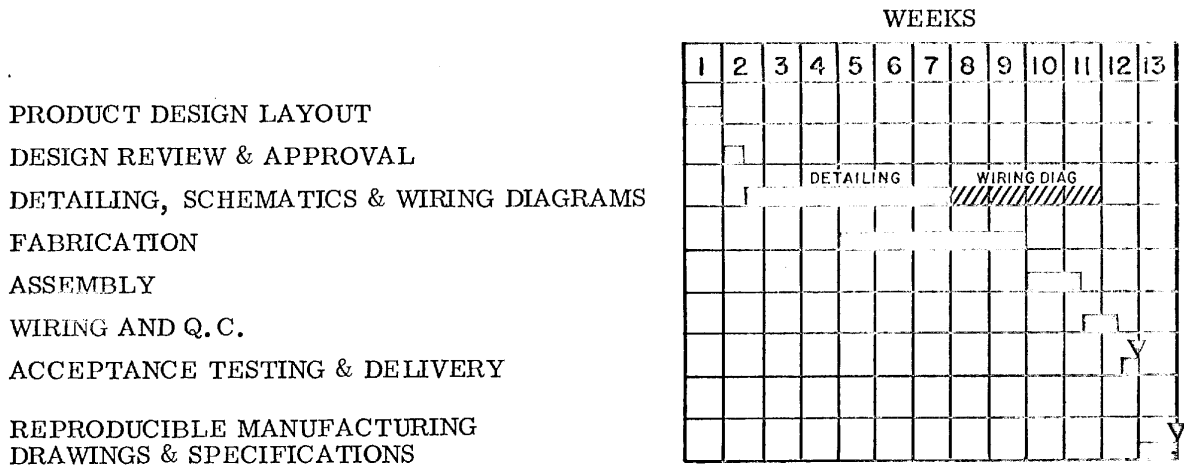 WEEKS
1 2 3 4 5 6 7 8 9 10 11 12 13
PRODUCT DESIGN LAYOUT
DESIGN REVIEW & APPROVAL
DETAILING, SCHEMATICS & WIRING DIAGRAMS
DETAILING WIRING DIAG
FABRICATION
ASSEMBLY
WIRING AND Q.C.
ACCEPTANCE TESTING & DELIVERY
REPRODUCIBLE MANUFACTURING
DRAWINGS & SPECIFICATIONS